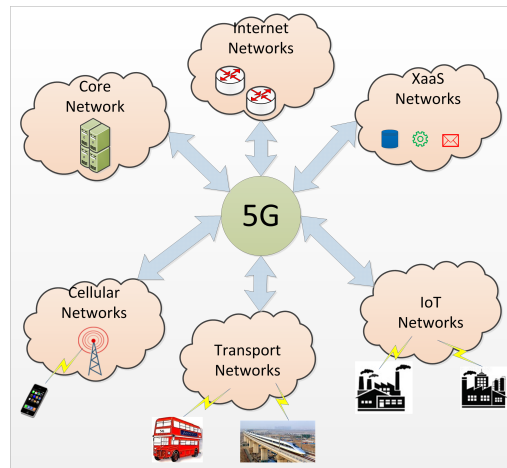 Internet
Networks
Core
Network
XaaS
Networks
5G
Cellular
Networks
Transport
Networks
IoT
Networks